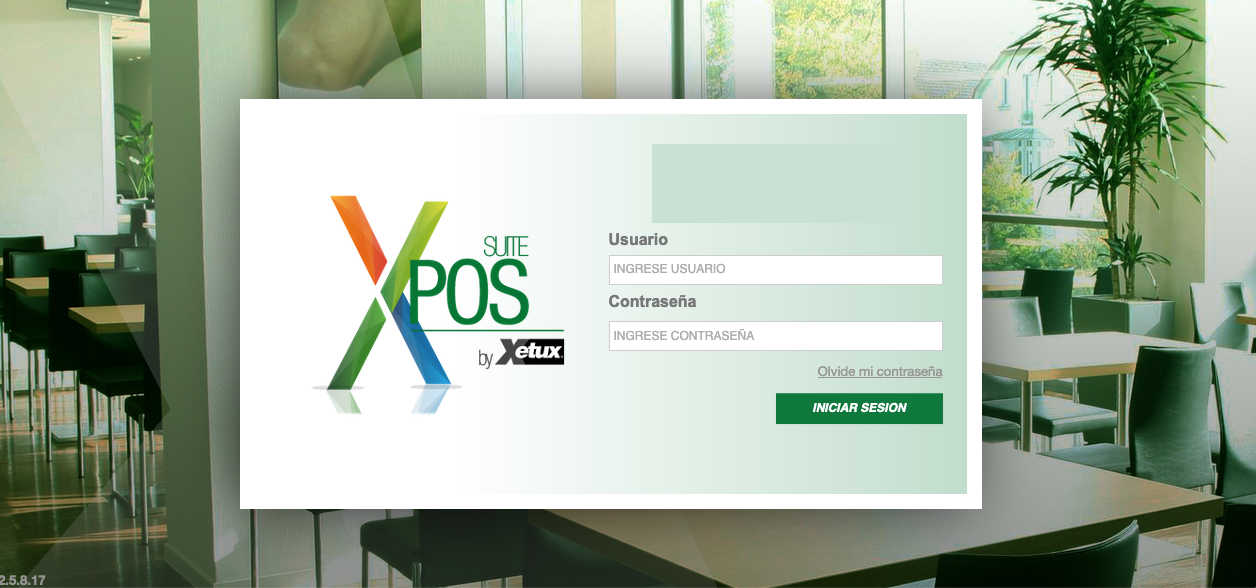 SUITE
XPOS
by Xetux
Usuario
INGRESE USUARIO
Contraseña
INGRESE CONTRASEÑA
Olvide mi contraseña
INICIAR SESION
2.5.8.17